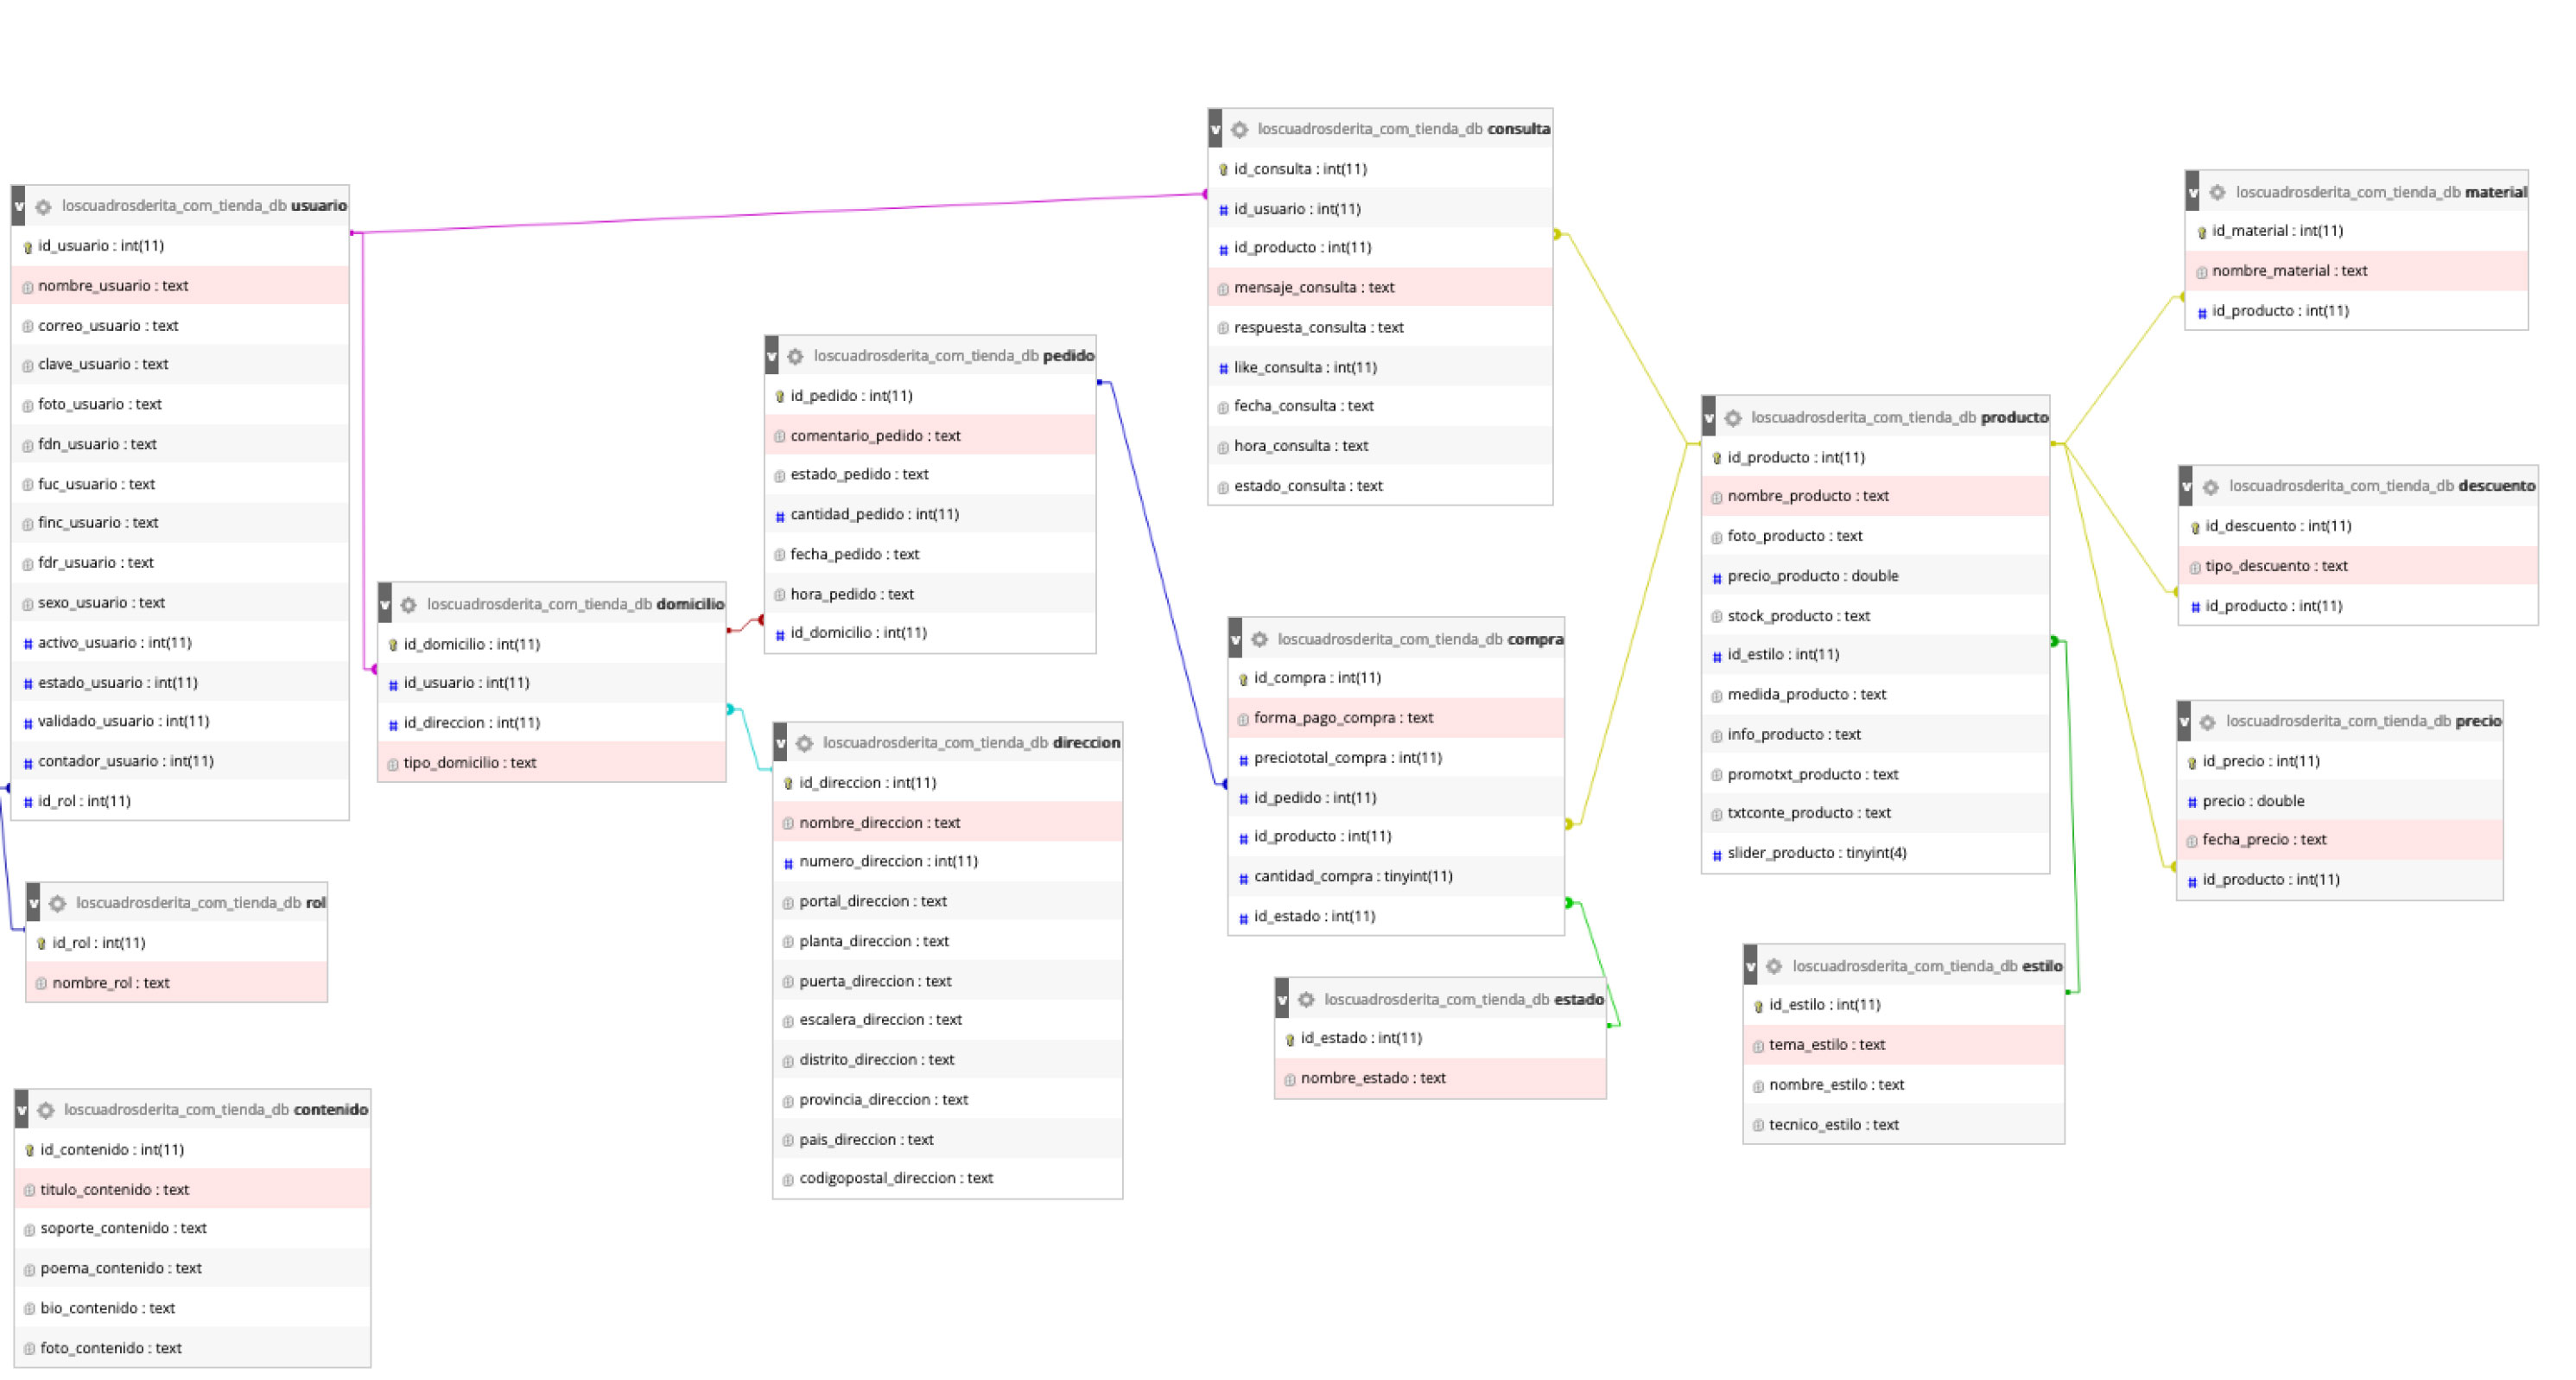 loscuadrosderita_com_tienda_db usuario
id_usuario : int(11)
nombre_usuario : text
correo_usuario : text
clave_usuario : text
foto_usuario : text
fdn_usuario : text
fuc_usuario : text
finc_usuario : text
fdr_usuario : text
sexo_usuario : text
activo_usuario : int(11)
estado_usuario : int(11)
validado_usuario : int(11)
contador_usuario : int(11)
id_rol : int(11)
loscuadrosderita_com_tienda_db rol
id_rol : int(11)
nombre_rol : text
loscuadrosderita_com_tienda_db contenido
id_contenido : int(11)
titulo_contenido : text
soporte_contenido : text
poema_contenido : text
bio_contenido : text
foto_contenido : text
loscuadrosderita_com_tienda_db domicilio
id_domicilio : int(11)
id_usuario : int(11)
id_direccion : int(11)
tipo_domicilio : text
loscuadrosderita_com_tienda_db pedido
id_pedido : int(11)
comentario_pedido : text
estado_pedido : text
cantidad_pedido : int(11)
fecha_pedido : text
hora_pedido : text
id_domicilio : int(11)
loscuadrosderita_com_tienda_db direccion
id_direccion : int(11)
nombre_direccion : text
numero_direccion : int(11)
portal_direccion : text
planta_direccion : text
puerta_direccion : text
escalera_direccion : text
distrito_direccion : text
provincia_direccion : text
pais_direccion : text
codigopostal_direccion : text
loscuadrosderita_com_tienda_db consulta
id_consulta : int(11)
id_usuario : int(11)
id_producto : int(11)
mensaje_consulta : text
respuesta_consulta : text
like_consulta : int(11)
fecha_consulta : text
hora_consulta : text
estado_consulta : text
loscuadrosderita_com_tienda_db compra
id_compra : int(11)
forma_pago_compra : text
preciototal_compra : int(11)
id_pedido : int(11)
id_producto : int(11)
cantidad_compra : tinyint(11)
id_estado : int(11)
loscuadrosderita_com_tienda_db estado
id_estado : int(11)
nombre_estado : text
loscuadrosderita_com_tienda_db producto
id_producto : int(11)
nombre_producto : text
foto_producto : text
precio_producto : double
stock_producto : text
id_estilo : int(11)
medida_producto : text
info_producto : text
promotxt_producto : text
txtconte_producto : text
slider_producto : tinyint(4)
loscuadrosderita_com_tienda_db estilo
id_estilo : int(11)
tema_estilo : text
nombre_estilo : text
tecnico_estilo : text
loscuadrosderita_com_tienda_db material
id_material : int(11)
nombre_material : text
id_producto : int(11)
loscuadrosderita_com_tienda_db descuento
id_descuento : int(11)
tipo_descuento : text
id_producto : int(11)
loscuadrosderita_com_tienda_db precio
id_precio : int(11)
precio : double
fecha_precio : text
id_producto : int(11)